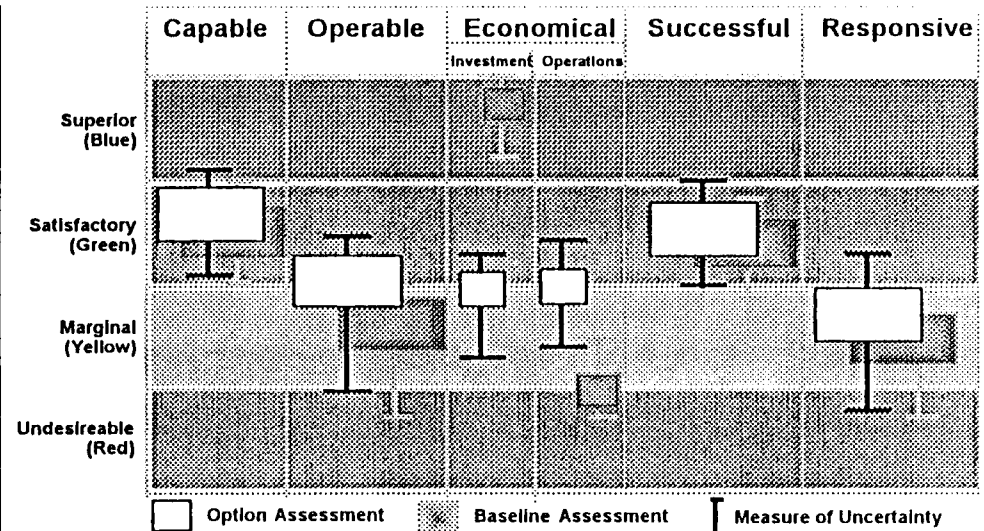 Capable Operable Economical Successful Responsive
Investment Operations
Superior
(Blue)
Satisfactory
(Green)
Marginal
(Yellow)
Undesireable
(Red)
Option Assessment Baseline Assessment Measure of Uncertainty